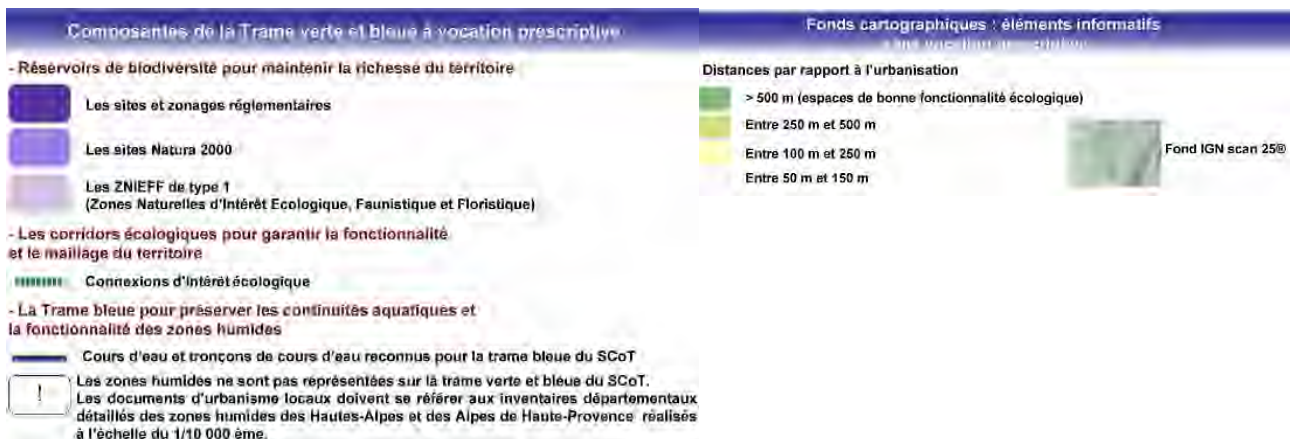 Composantes de la Trame verte et bleue à vocation prescriptive
- Réservoirs de biodiversité pour maintenir la richesse du territoire
Les sites et zonages réglementaires
Les sites Natura 2000
Les ZNIEFF de type 1
(Zones Naturelles d'Intérêt Ecologique, Faunistique et Floristique)
- Les corridors écologiques pour garantir la fonctionnalité
et le maillage du territoire
Connexions d'intérêt écologique
- La Trame bleue pour préserver les continuités aquatiques et
la fonctionnalité des zones humides
Cours d'eau et tronçons de cours d'eau reconnus pour la trame bleue du SCoT
!
Les zones humides ne sont pas représentées sur la trame verte et bleue du SCoT.
Les documents d'urbanisme locaux doivent se référer aux inventaires départementaux
détaillés des zones humides des Hautes-Alpes et des Alpes de Haute-Provence réalisés
à l'échelle du 1/10 000 ème.
Fonds cartographiques : éléments informatifs
sans vocation prescriptive
Distances par rapport à l'urbanisation
> 500 m (espaces de bonne fonctionnalité écologique)
Entre 250 m et 500 m
Entre 100 m et 250 m
Entre 50 m et 150 m
Fond IGN scan 25®